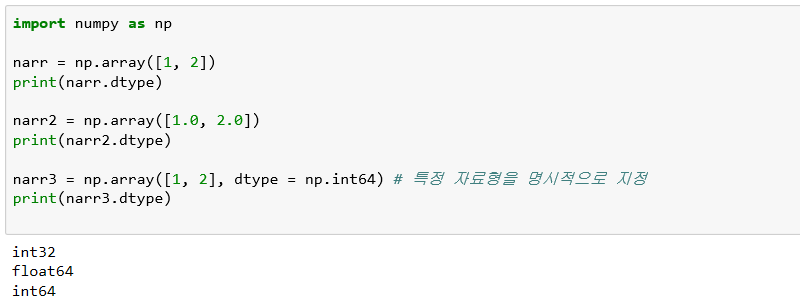 import numpy as np
narr = np.array([1, 2])
print(narr.dtype)
narr2 = np.array([1.0, 2.0])
print(narr2.dtype)
narr3 = np.array([1, 2], dtype = np.int64) # 특정 자료형을 명시적으로 지정
print(narr3.dtype)
int32
float64
int64